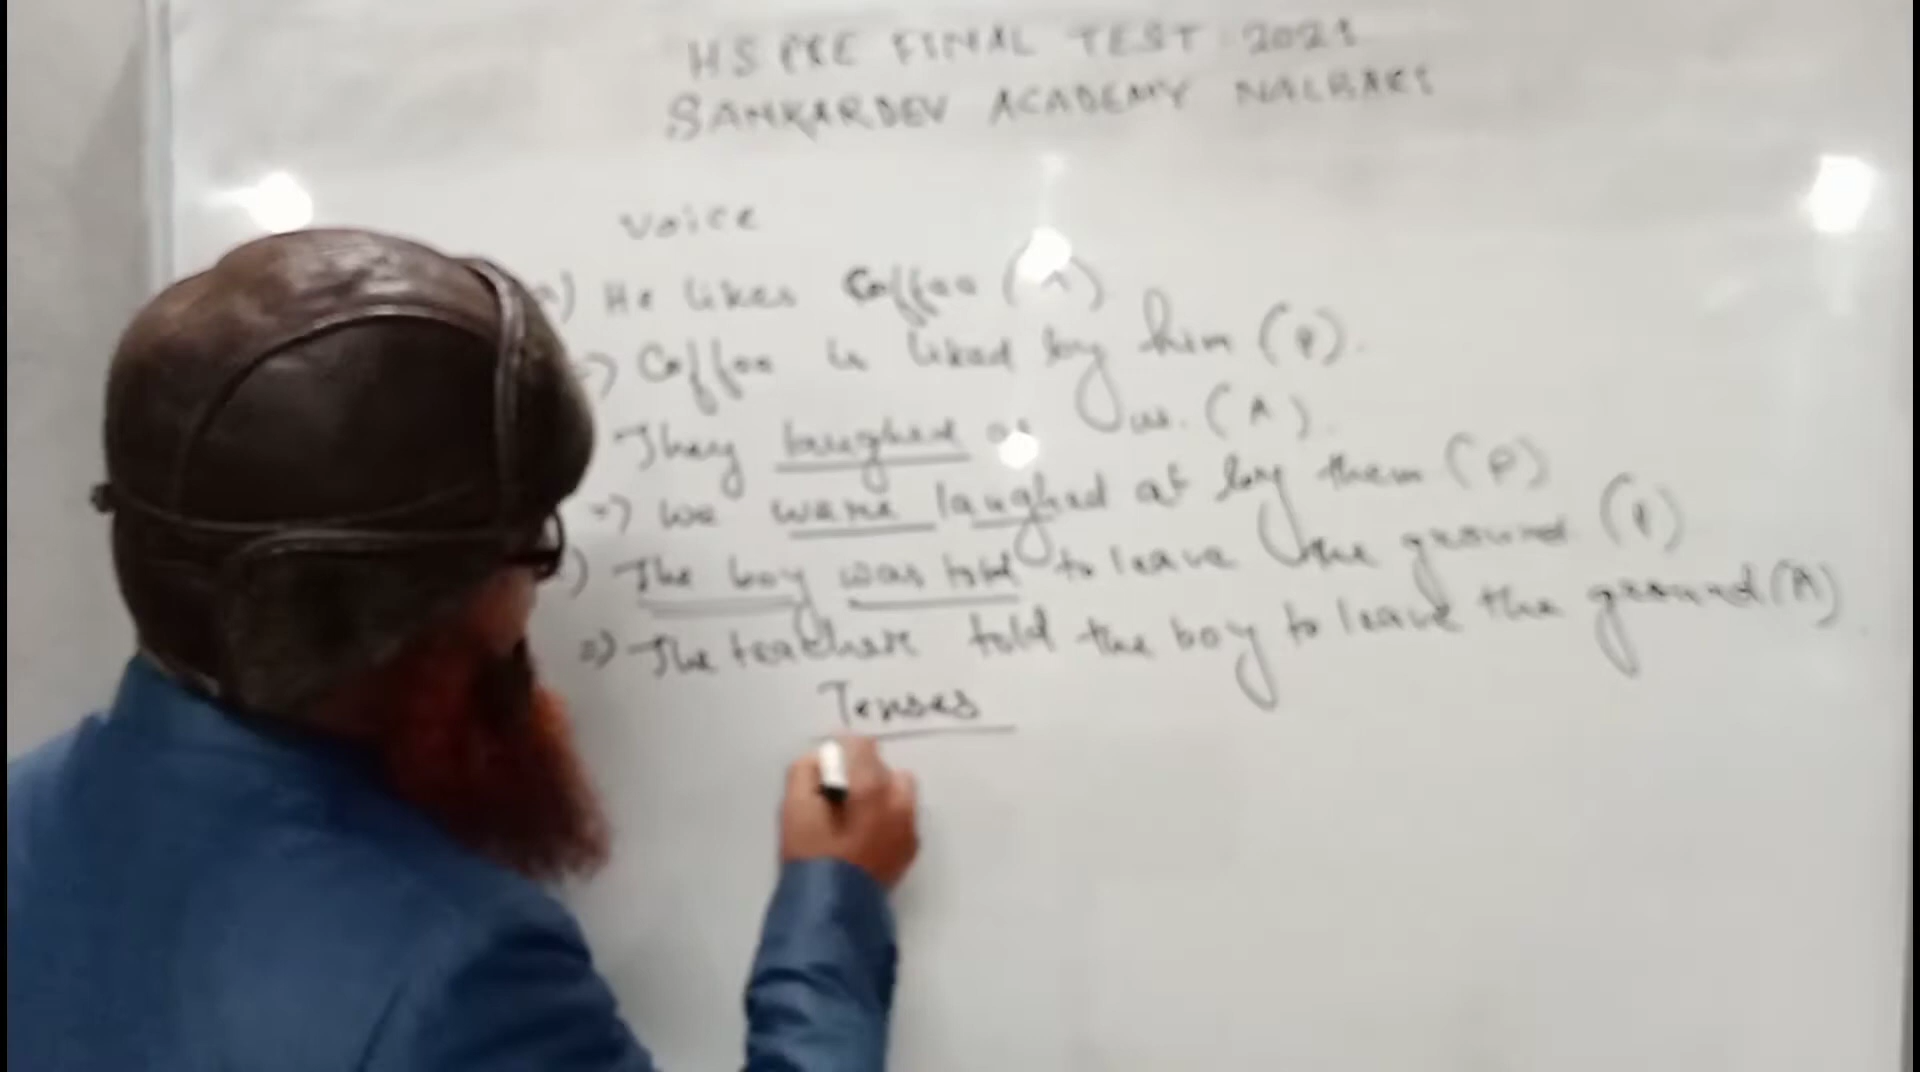 HS PRE FINAL TEST 2021
SANKARDEV ACADEMY NALBARI
Voice
a) He likes Coffee (A)
=) Coffee is liked by him (P).
They laughed at us. (A).
=) We were laughed at by them (P)
) The boy was told to leave the ground (P)
=) The teacher told the boy to leave the ground (A)
Tenses